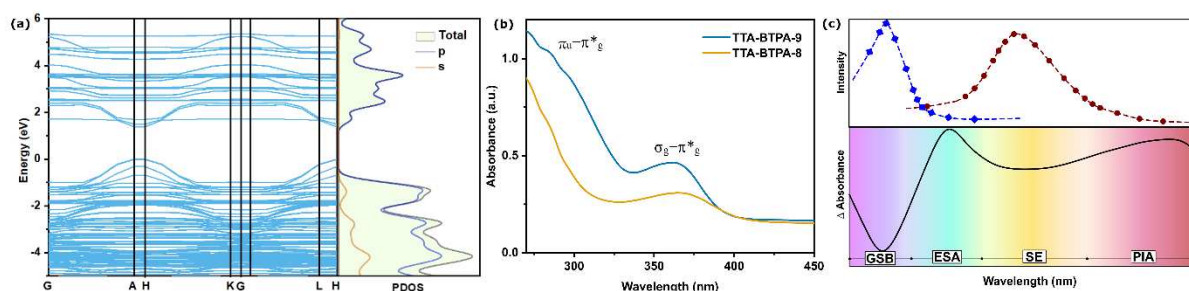 (a)
Energy (eV)
6
4
2
0
-2
-4
G
A
H
K
G
L
H
PDOS
Total
p
s
(b)
Absorbance (a.u.)
1.0
0.5
0.0
300
350
400
450
Wavelength (nm)
πu−π*g
σg−π*g
TTA-BTPA-9
TTA-BTPA-8
(c)
Intensity
Δ Absorbance
GSB
ESA
SE
PIA
Wavelength (nm)